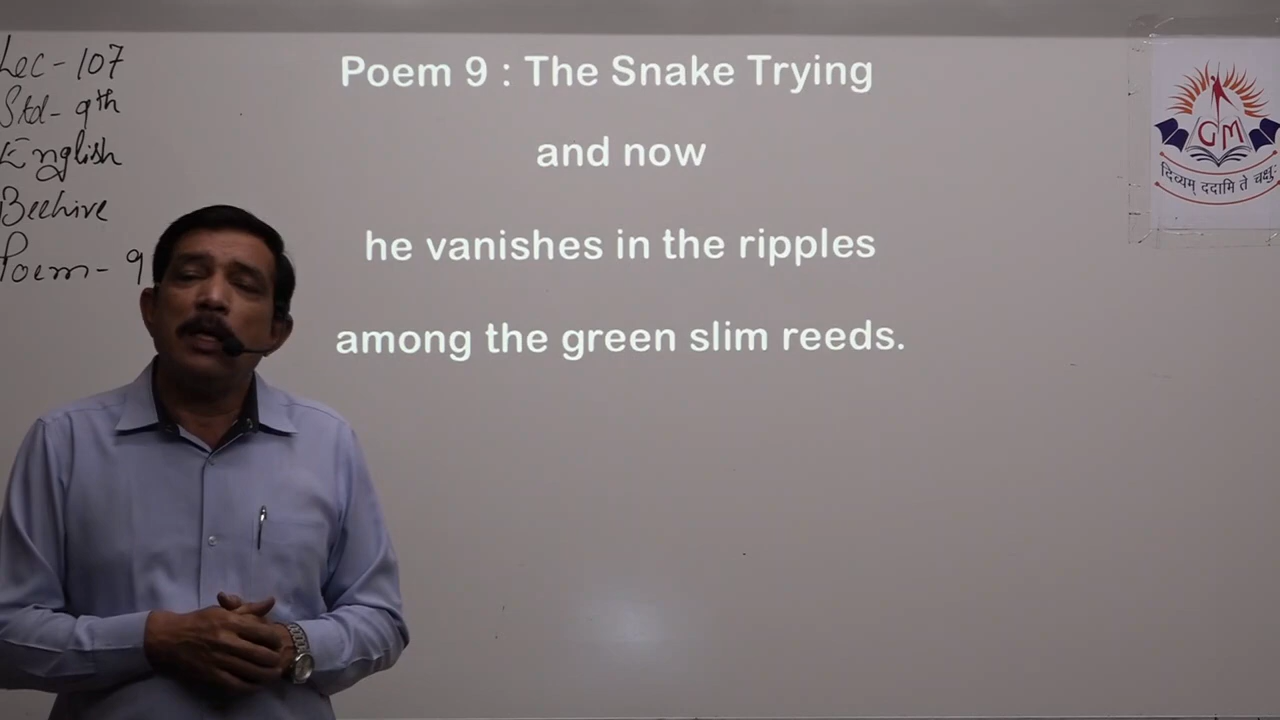 Lec - 107
Std - 9th
English
Beehive
Poem - 9
Poem 9 : The Snake Trying
and now
he vanishes in the ripples
among the green slim reeds.
GM
दिव्यम् ददामि ते चक्षुः